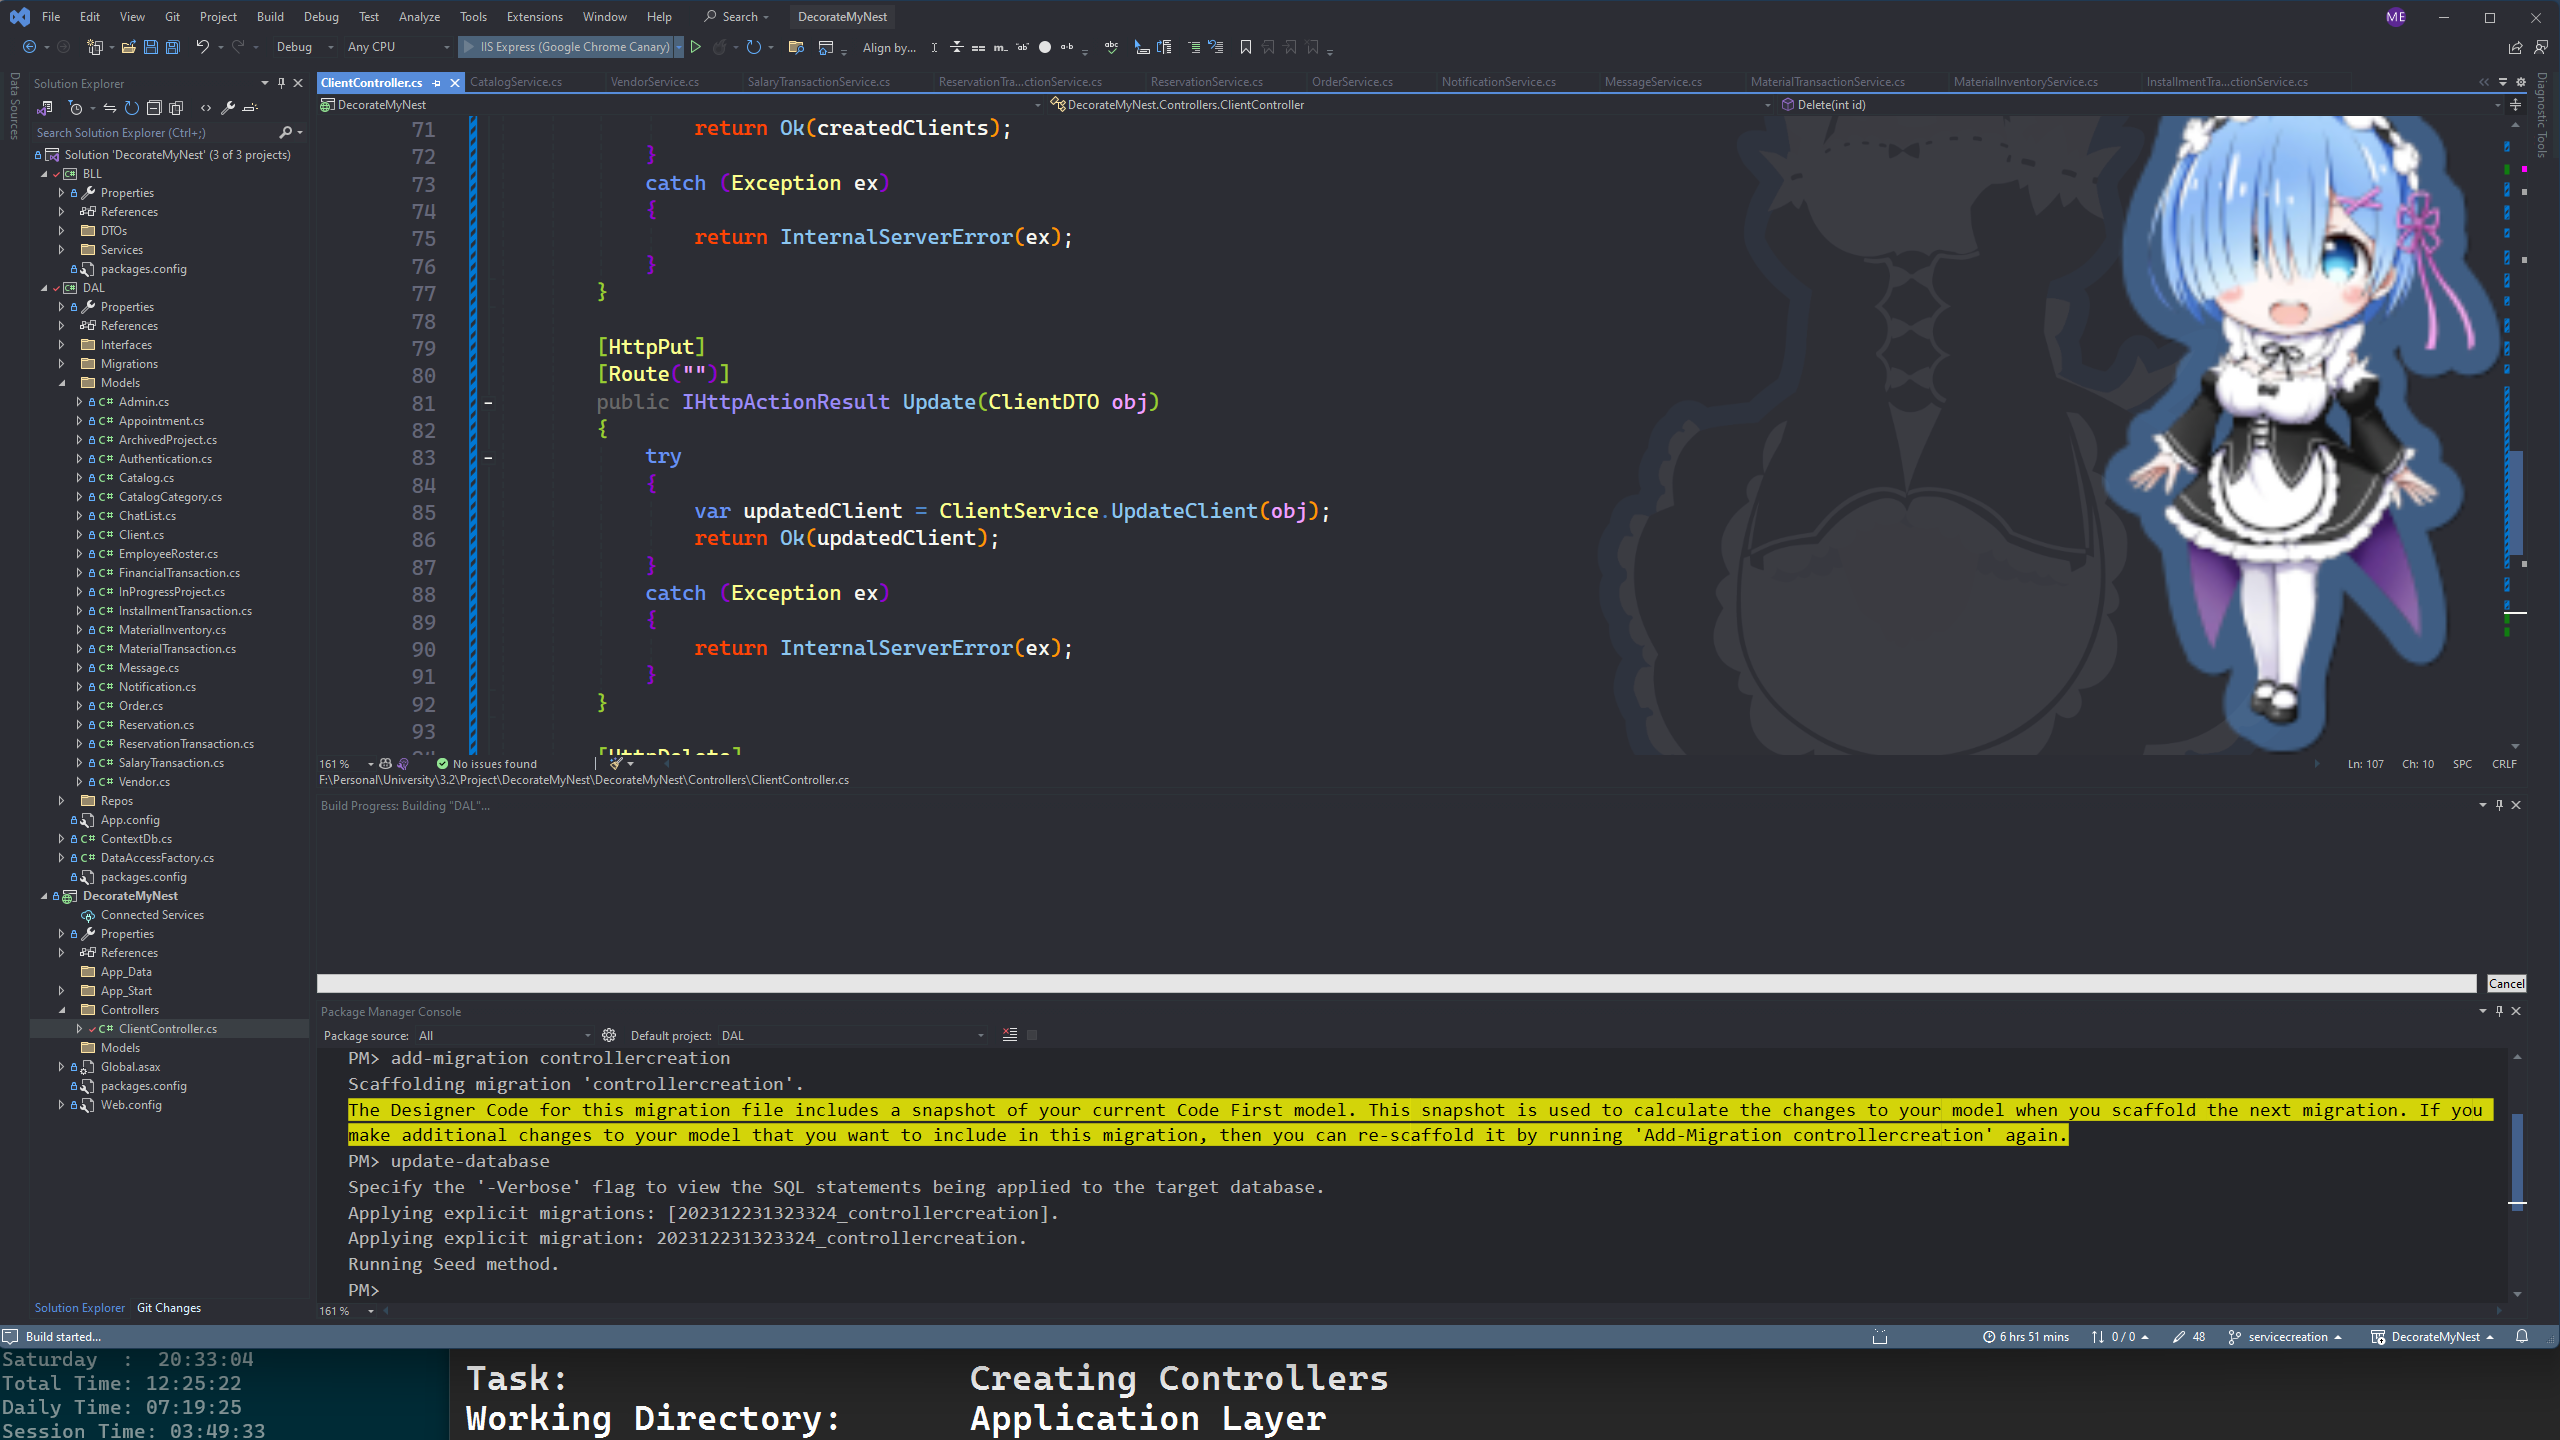 File Edit View Git Project Build Debug Test Analyze Tools Extensions Window Help Search DecorateMyNest ME
Debug Any CPU IIS Express (Google Chrome Canary) Align by...
Data Sources
Solution Explorer
Search Solution Explorer (Ctrl+;)
Solution 'DecorateMyNest' (3 of 3 projects)
BLL
Properties
References
DTOs
Services
packages.config
DAL
Properties
References
Interfaces
Migrations
Models
Admin.cs
Appointment.cs
ArchivedProject.cs
Authentication.cs
Catalog.cs
CatalogCategory.cs
ChatList.cs
Client.cs
EmployeeRoster.cs
FinancialTransaction.cs
InProgressProject.cs
InstallmentTransaction.cs
MaterialInventory.cs
MaterialTransaction.cs
Message.cs
Notification.cs
Order.cs
Reservation.cs
ReservationTransaction.cs
SalaryTransaction.cs
Vendor.cs
Repos
App.config
ContextDb.cs
DataAccessFactory.cs
packages.config
DecorateMyNest
Connected Services
Properties
References
App_Data
App_Start
Controllers
ClientController.cs
Models
Global.asax
packages.config
Web.config
Solution Explorer Git Changes
ClientController.cs CatalogService.cs VendorService.cs SalaryTransactionService.cs ReservationTra...ctionService.cs ReservationService.cs OrderService.cs NotificationService.cs MessageService.cs MaterialTransactionService.cs MaterialInventoryService.cs InstallmentTra...ctionService.cs
DecorateMyNest DecorateMyNest.Controllers.ClientController Delete(int id)
71 return Ok(createdClients);
72 }
73 catch (Exception ex)
74 {
75 return InternalServerError(ex);
76 }
77 }
78
79 [HttpPut]
80 [Route("")]
81 public IHttpActionResult Update(ClientDTO obj)
82 {
83 try
84 {
85 var updatedClient = ClientService.UpdateClient(obj);
86 return Ok(updatedClient);
87 }
88 catch (Exception ex)
89 {
90 return InternalServerError(ex);
91 }
92 }
93
94 [HttpDelete]
161 % No issues found Ln: 107 Ch: 10 SPC CRLF
F:\Personal\University\3.2\Project\DecorateMyNest\DecorateMyNest\Controllers\ClientController.cs
Diagnostic Tools
Build Progress: Building "DAL"...
Cancel
Package Manager Console
Package source: All Default project: DAL
PM> add-migration controllercreation
Scaffolding migration 'controllercreation'.
The Designer Code for this migration file includes a snapshot of your current Code First model. This snapshot is used to calculate the changes to your model when you scaffold the next migration. If you
make additional changes to your model that you want to include in this migration, then you can re-scaffold it by running 'Add-Migration controllercreation' again.
PM> update-database
Specify the '-Verbose' flag to view the SQL statements being applied to the target database.
Applying explicit migrations: [202312231323324_controllercreation].
Applying explicit migration: 202312231323324_controllercreation.
Running Seed method.
PM>
161 %
Build started... 6 hrs 51 mins 0 / 0 48 servicecreation DecorateMyNest
Saturday : 20:33:04
Total Time: 12:25:22
Daily Time: 07:19:25
Session Time: 03:49:33
Task: Creating Controllers
Working Directory: Application Layer